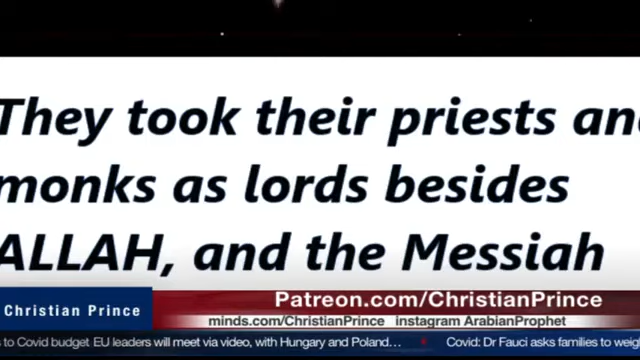 They took their priests and
monks as lords besides
ALLAH, and the Messiah
Christian Prince
Patreon.com/ChristianPrince
minds.com/ChristianPrince instagram ArabianProphet
to Covid budget EU leaders will meet via video, with Hungary and Poland... Covid: Dr Fauci asks families to weig